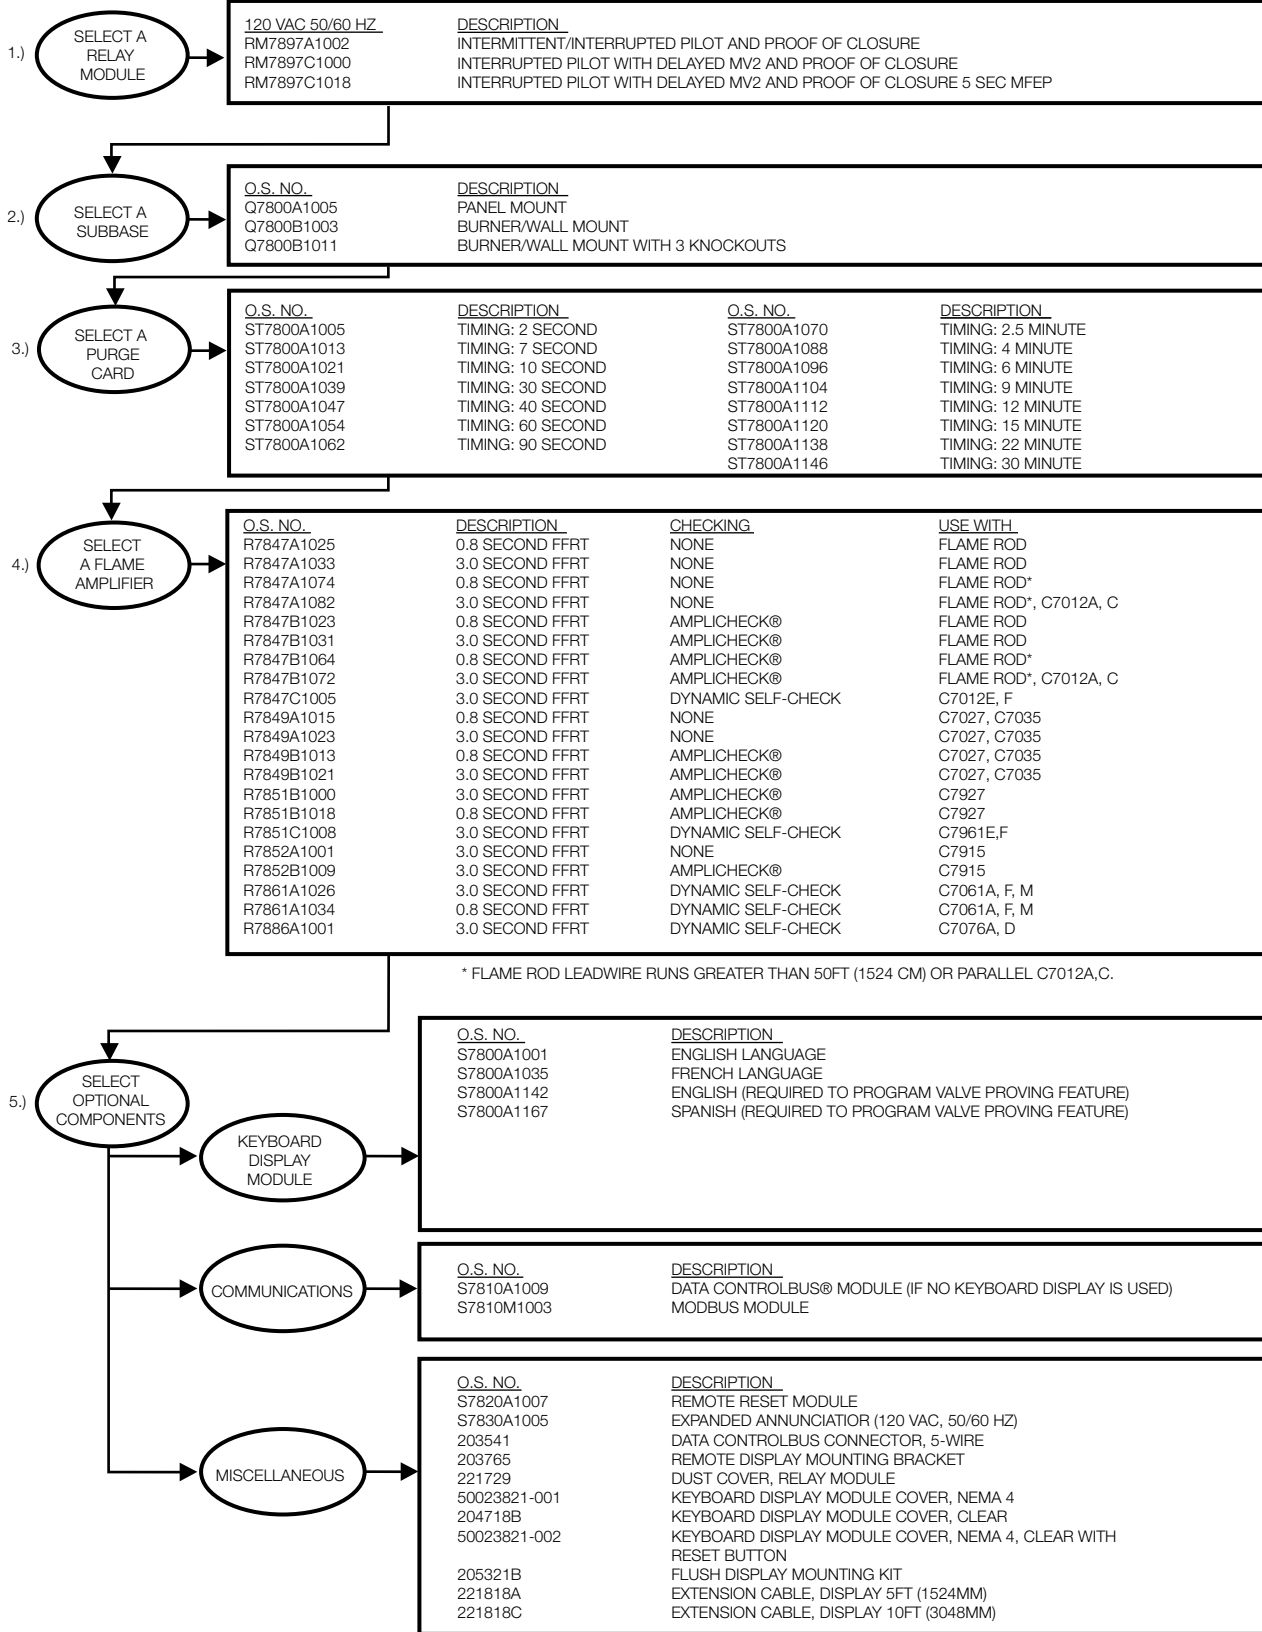 1.)
SELECT A
RELAY
MODULE
120 VAC 50/60 HZ DESCRIPTION
RM7897A1002 INTERMITTENT/INTERRUPTED PILOT AND PROOF OF CLOSURE
RM7897C1000 INTERRUPTED PILOT WITH DELAYED MV2 AND PROOF OF CLOSURE
RM7897C1018 INTERRUPTED PILOT WITH DELAYED MV2 AND PROOF OF CLOSURE 5 SEC MFEP
2.)
SELECT A
SUBBASE
O.S. NO. DESCRIPTION
Q7800A1005 PANEL MOUNT
Q7800B1003 BURNER/WALL MOUNT
Q7800B1011 BURNER/WALL MOUNT WITH 3 KNOCKOUTS
3.)
SELECT A
PURGE
CARD
O.S. NO. DESCRIPTION O.S. NO. DESCRIPTION
ST7800A1005 TIMING: 2 SECOND ST7800A1070 TIMING: 2.5 MINUTE
ST7800A1013 TIMING: 7 SECOND ST7800A1088 TIMING: 4 MINUTE
ST7800A1021 TIMING: 10 SECOND ST7800A1096 TIMING: 6 MINUTE
ST7800A1039 TIMING: 30 SECOND ST7800A1104 TIMING: 9 MINUTE
ST7800A1047 TIMING: 40 SECOND ST7800A1112 TIMING: 12 MINUTE
ST7800A1054 TIMING: 60 SECOND ST7800A1120 TIMING: 15 MINUTE
ST7800A1062 TIMING: 90 SECOND ST7800A1138 TIMING: 22 MINUTE
ST7800A1146 TIMING: 30 MINUTE
4.)
SELECT
A FLAME
AMPLIFIER
O.S. NO. DESCRIPTION CHECKING USE WITH
R7847A1025 0.8 SECOND FFRT NONE FLAME ROD
R7847A1033 3.0 SECOND FFRT NONE FLAME ROD
R7847A1074 0.8 SECOND FFRT NONE FLAME ROD*
R7847A1082 3.0 SECOND FFRT NONE FLAME ROD*, C7012A, C
R7847B1023 0.8 SECOND FFRT AMPLICHECK® FLAME ROD
R7847B1031 3.0 SECOND FFRT AMPLICHECK® FLAME ROD
R7847B1064 0.8 SECOND FFRT AMPLICHECK® FLAME ROD*
R7847B1072 3.0 SECOND FFRT AMPLICHECK® FLAME ROD*, C7012A, C
R7847C1005 3.0 SECOND FFRT DYNAMIC SELF-CHECK C7012E, F
R7849A1015 0.8 SECOND FFRT NONE C7027, C7035
R7849A1023 3.0 SECOND FFRT NONE C7027, C7035
R7849B1013 0.8 SECOND FFRT AMPLICHECK® C7027, C7035
R7849B1021 3.0 SECOND FFRT AMPLICHECK® C7027, C7035
R7851B1000 3.0 SECOND FFRT AMPLICHECK® C7927
R7851B1018 0.8 SECOND FFRT AMPLICHECK® C7927
R7851C1008 3.0 SECOND FFRT DYNAMIC SELF-CHECK C7961E,F
R7852A1001 3.0 SECOND FFRT NONE C7915
R7852B1009 3.0 SECOND FFRT AMPLICHECK® C7915
R7861A1026 3.0 SECOND FFRT DYNAMIC SELF-CHECK C7061A, F, M
R7861A1034 0.8 SECOND FFRT DYNAMIC SELF-CHECK C7061A, F, M
R7886A1001 3.0 SECOND FFRT DYNAMIC SELF-CHECK C7076A, D
* FLAME ROD LEADWIRE RUNS GREATER THAN 50FT (1524 CM) OR PARALLEL C7012A,C.
5.)
SELECT
OPTIONAL
COMPONENTS
KEYBOARD
DISPLAY
MODULE
O.S. NO. DESCRIPTION
S7800A1001 ENGLISH LANGUAGE
S7800A1035 FRENCH LANGUAGE
S7800A1142 ENGLISH (REQUIRED TO PROGRAM VALVE PROVING FEATURE)
S7800A1167 SPANISH (REQUIRED TO PROGRAM VALVE PROVING FEATURE)
COMMUNICATIONS
O.S. NO. DESCRIPTION
S7810A1009 DATA CONTROLBUS® MODULE (IF NO KEYBOARD DISPLAY IS USED)
S7810M1003 MODBUS MODULE
MISCELLANEOUS
O.S. NO. DESCRIPTION
S7820A1007 REMOTE RESET MODULE
S7830A1005 EXPANDED ANNUNCIATIOR (120 VAC, 50/60 HZ)
203541 DATA CONTROLBUS CONNECTOR, 5-WIRE
203765 REMOTE DISPLAY MOUNTING BRACKET
221729 DUST COVER, RELAY MODULE
50023821-001 KEYBOARD DISPLAY MODULE COVER, NEMA 4
204718B KEYBOARD DISPLAY MODULE COVER, CLEAR
50023821-002 KEYBOARD DISPLAY MODULE COVER, NEMA 4, CLEAR WITH
RESET BUTTON
205321B FLUSH DISPLAY MOUNTING KIT
221818A EXTENSION CABLE, DISPLAY 5FT (1524MM)
221818C EXTENSION CABLE, DISPLAY 10FT (3048MM)